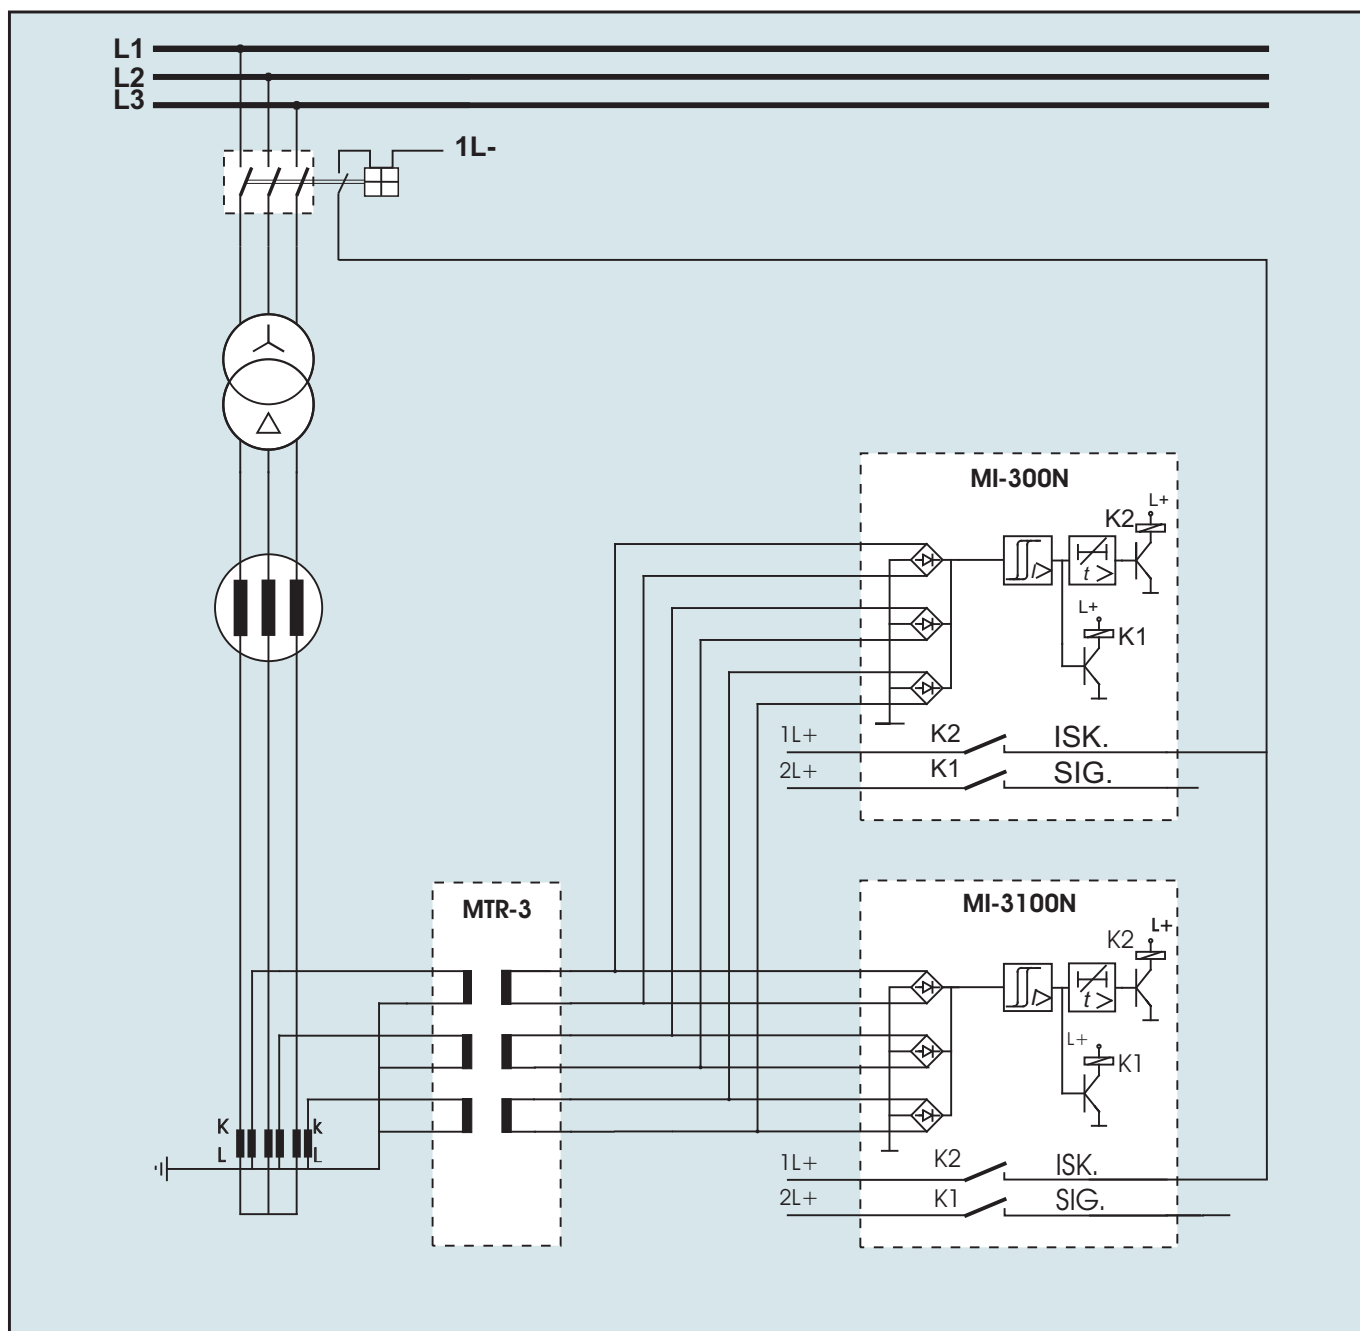 L1
L2
L3
1L-
MI-300N
L+
K2
I>
t >
L+
K1
1L+ K2 ISK.
2L+ K1 SIG.
MTR-3
MI-3100N
L+
K2
I>
t >
L+
K1
K k
L L
1L+ K2 ISK.
2L+ K1 SIG.